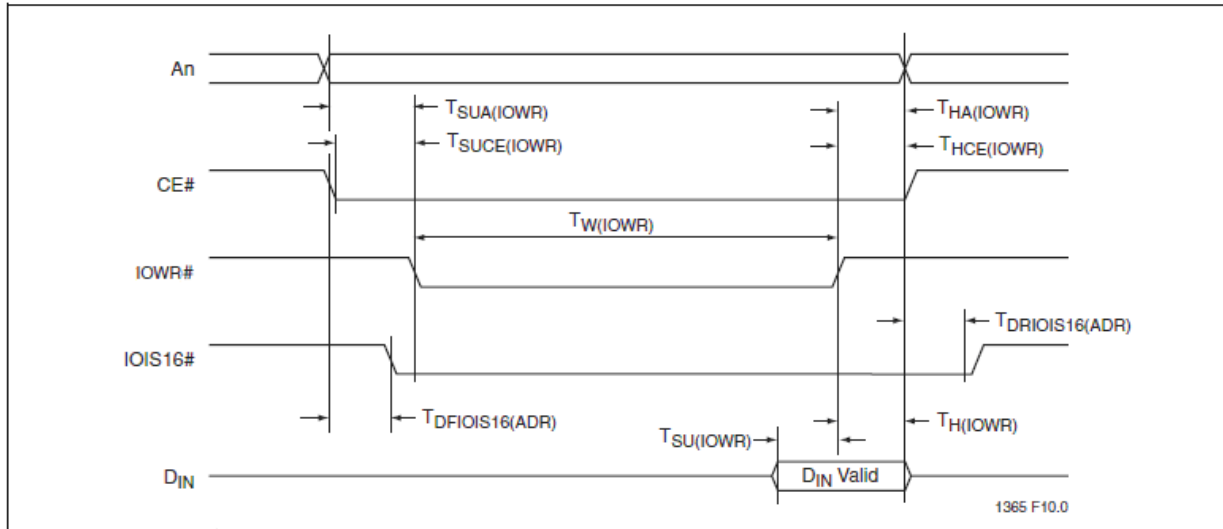 An
TSUA(IOWR)
THA(IOWR)
TSUCE(IOWR)
THCE(IOWR)
CE#
TW(IOWR)
IOWR#
TDRIOIS16(ADR)
IOIS16#
TDFIOIS16(ADR)
TH(IOWR)
TSU(IOWR)
DIN
DIN Valid
1365 F10.0